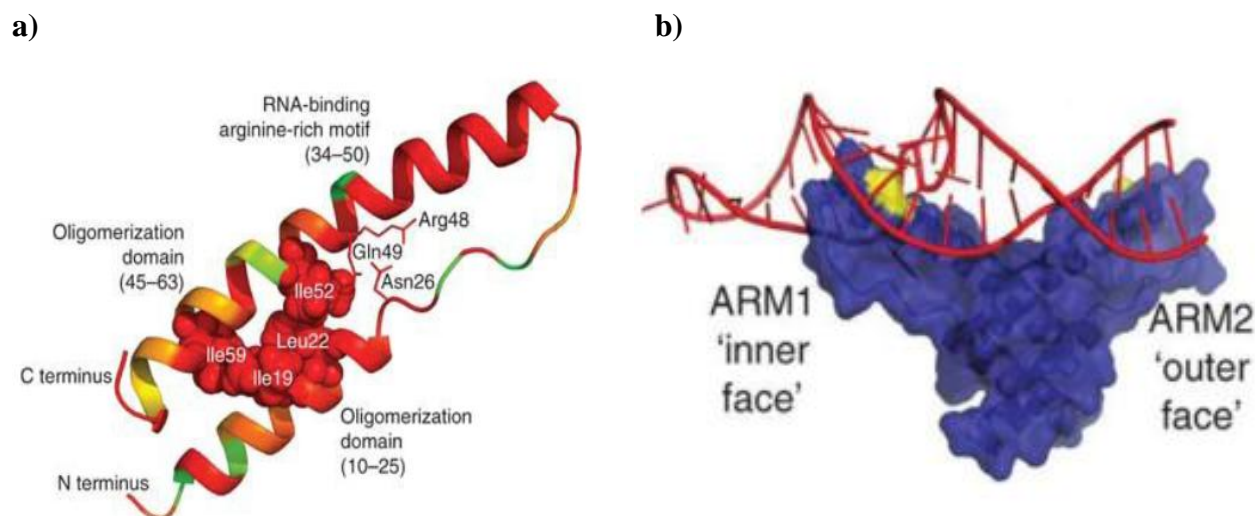 a)
b)
RNA-binding
arginine-rich motif
(34–50)
Oligomerization
domain
(45–63)
Arg48
Gln49
Asn26
Ile52
Leu22
Ile59
Ile19
C terminus
Oligomerization
domain
(10–25)
N terminus
ARM1
'inner
face'
ARM2
'outer
face'